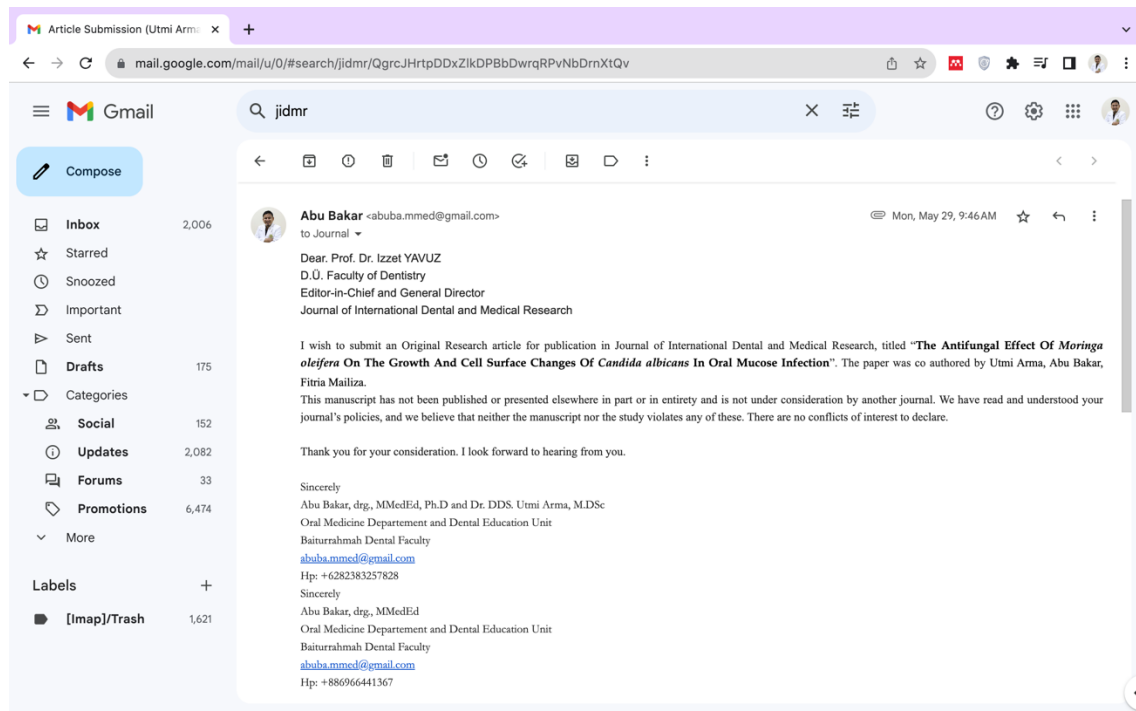 Article Submission (Utmi Arma
mail.google.com/mail/u/0/#search/jidmr/QgrcJHrtpDDxZlkDPBbDwrqRPvNbDrnXtQv
Gmail
jidmr
Compose
Inbox 2,006
Starred
Snoozed
Important
Sent
Drafts 175
Categories
Social 152
Updates 2,082
Forums 33
Promotions 6,474
More
Labels +
[Imap]/Trash 1,621
Abu Bakar <abuba.mmed@gmail.com> Mon, May 29, 9:46 AM
to Journal
Dear. Prof. Dr. Izzet YAVUZ
D.Ü. Faculty of Dentistry
Editor-in-Chief and General Director
Journal of International Dental and Medical Research
I wish to submit an Original Research article for publication in Journal of International Dental and Medical Research, titled “The Antifungal Effect Of Moringa
oleifera On The Growth And Cell Surface Changes Of Candida albicans In Oral Mucose Infection”. The paper was co authored by Utmi Arma, Abu Bakar,
Fitria Mailiza.
This manuscript has not been published or presented elsewhere in part or in entirety and is not under consideration by another journal. We have read and understood your
journal’s policies, and we believe that neither the manuscript nor the study violates any of these. There are no conflicts of interest to declare.
Thank you for your consideration. I look forward to hearing from you.
Sincerely
Abu Bakar, drg., MMedEd, Ph.D and Dr. DDS. Utmi Arma, M.DSc
Oral Medicine Departement and Dental Education Unit
Baiturrahmah Dental Faculty
abuba.mmed@gmail.com
Hp: +6282383257828
Sincerely
Abu Bakar, drg., MMedEd
Oral Medicine Departement and Dental Education Unit
Baiturrahmah Dental Faculty
abuba.mmed@gmail.com
Hp: +886966441367